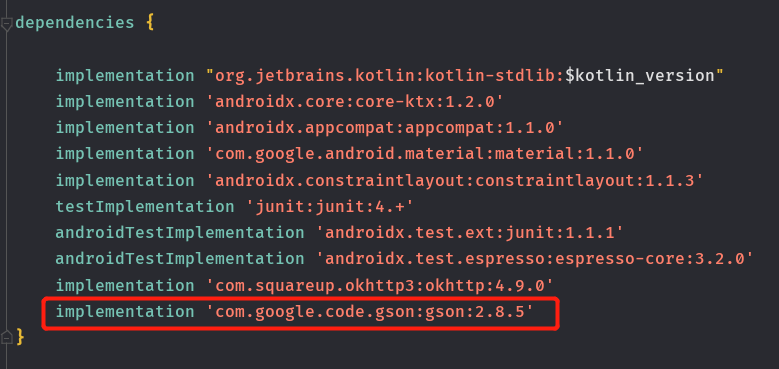 dependencies {
implementation "org.jetbrains.kotlin:kotlin-stdlib:$kotlin_version"
implementation 'androidx.core:core-ktx:1.2.0'
implementation 'androidx.appcompat:appcompat:1.1.0'
implementation 'com.google.android.material:material:1.1.0'
implementation 'androidx.constraintlayout:constraintlayout:1.1.3'
testImplementation 'junit:junit:4.+'
androidTestImplementation 'androidx.test.ext:junit:1.1.1'
androidTestImplementation 'androidx.test.espresso:espresso-core:3.2.0'
implementation 'com.squareup.okhttp3:okhttp:4.9.0'
implementation 'com.google.code.gson:gson:2.8.5'
}